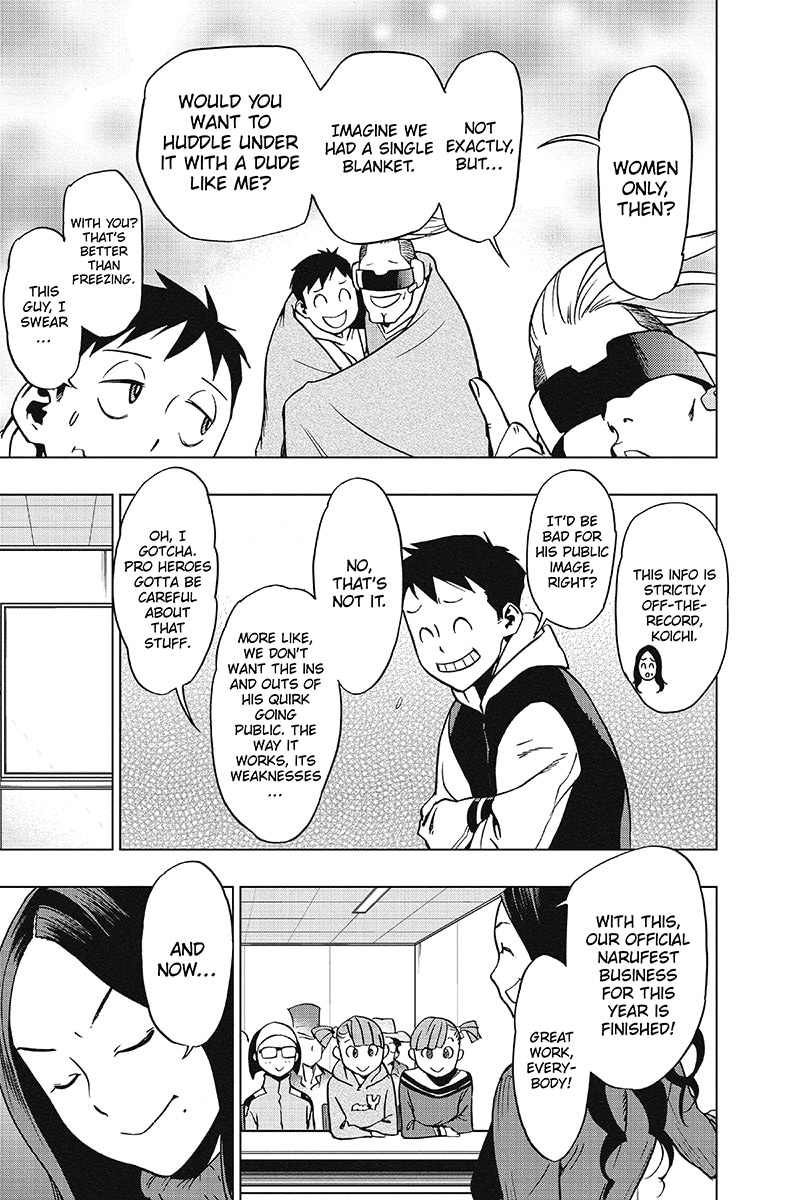 WOMEN
ONLY,
THEN?
NOT
EXACTLY,
BUT...
IMAGINE WE
HAD A SINGLE
BLANKET.
WOULD YOU
WANT TO
HUDDLE UNDER
IT WITH A DUDE
LIKE ME?
WITH YOU?
THAT'S
BETTER
THAN
FREEZING.
THIS
GUY, I
SWEAR
...
THIS INFO IS
STRICTLY
OFF-THE-
RECORD,
KOICHI.
IT'D BE
BAD FOR
HIS PUBLIC
IMAGE,
RIGHT?
NO,
THAT'S
NOT IT.
MORE LIKE,
WE DON'T
WANT THE INS
AND OUTS OF
HIS QUIRK
GOING
PUBLIC. THE
WAY IT
WORKS, ITS
WEAKNESSES
...
OH, I
GOTCHA.
PRO HEROES
GOTTA BE
CAREFUL
ABOUT
THAT
STUFF.
WITH THIS,
OUR OFFICIAL
NARUFEST
BUSINESS
FOR THIS
YEAR IS
FINISHED!
GREAT
WORK,
EVERY-
BODY!
AND
NOW...